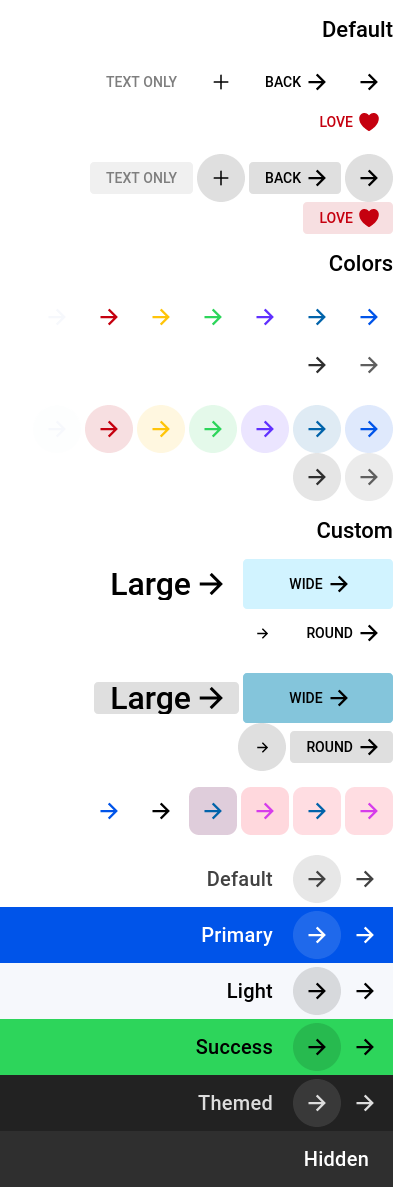 Default
TEXT ONLY BACK
LOVE
TEXT ONLY BACK
LOVE
Colors
Custom
Large WIDE
ROUND
Large WIDE
ROUND
Default
Primary
Light
Success
Themed
Hidden